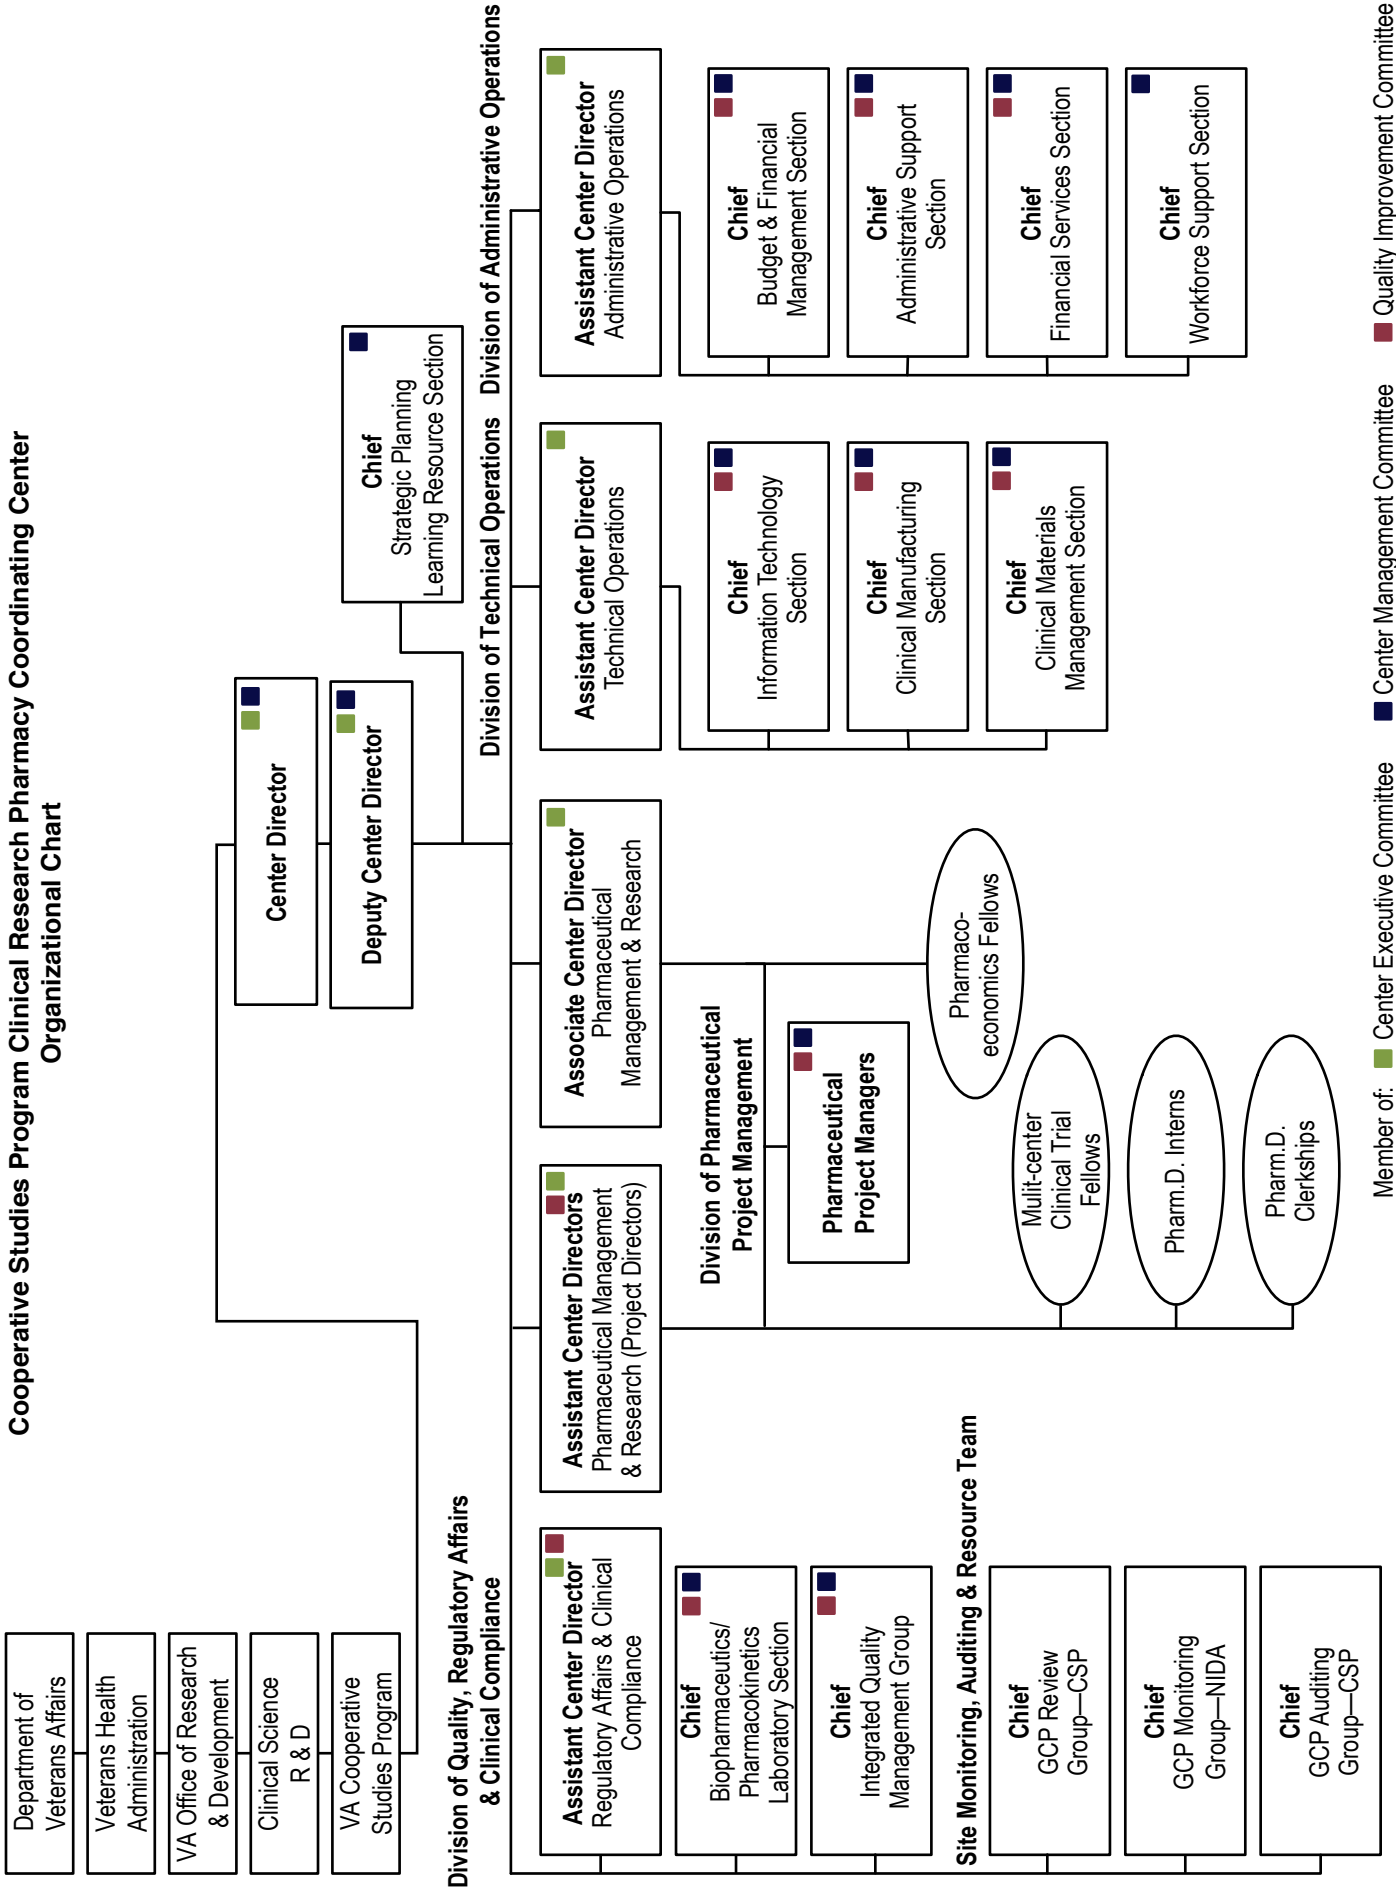 Cooperative Studies Program Clinical Research Pharmacy Coordinating Center
Organizational Chart
Department of
Veterans Affairs
Veterans Health
Administration
VA Office of Research
& Development
Clinical Science
R & D
VA Cooperative
Studies Program
Center Director
Deputy Center Director
Chief
Strategic Planning
Learning Resource Section
Division of Quality, Regulatory Affairs
& Clinical Compliance
Assistant Center Director
Regulatory Affairs & Clinical
Compliance
Chief
Biopharmaceutics/
Pharmacokinetics
Laboratory Section
Chief
Integrated Quality
Management Group
Site Monitoring, Auditing & Resource Team
Chief
GCP Review
Group—CSP
Chief
GCP Monitoring
Group—NIDA
Chief
GCP Auditing
Group—CSP
Assistant Center Directors
Pharmaceutical Management
& Research (Project Directors)
Associate Center Director
Pharmaceutical
Management & Research
Division of Pharmaceutical
Project Management
Pharmaceutical
Project Managers
Pharmaco-
economics Fellows
Mulit-center
Clinical Trial
Fellows
Pharm.D. Interns
Pharm.D.
Clerkships
Division of Technical Operations
Assistant Center Director
Technical Operations
Chief
Information Technology
Section
Chief
Clinical Manufacturing
Section
Chief
Clinical Materials
Management Section
Division of Administrative Operations
Assistant Center Director
Administrative Operations
Chief
Budget & Financial
Management Section
Chief
Administrative Support
Section
Chief
Financial Services Section
Chief
Workforce Support Section
Member of: Center Executive Committee Center Management Committee Quality Improvement Committee